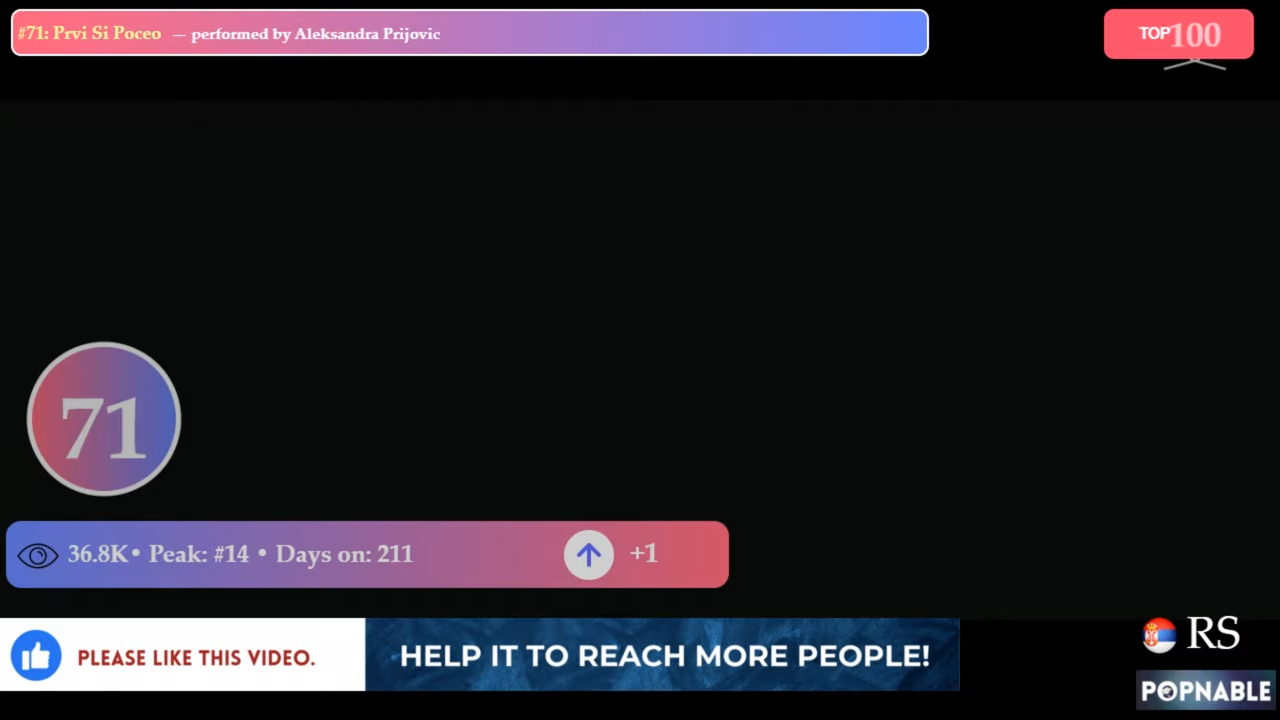 #71: Prvi Si Poceo — performed by Aleksandra Prijovic
TOP100
71
36.8K• Peak: #14 • Days on: 211
+1
PLEASE LIKE THIS VIDEO.
HELP IT TO REACH MORE PEOPLE!
RS
POPNABLE